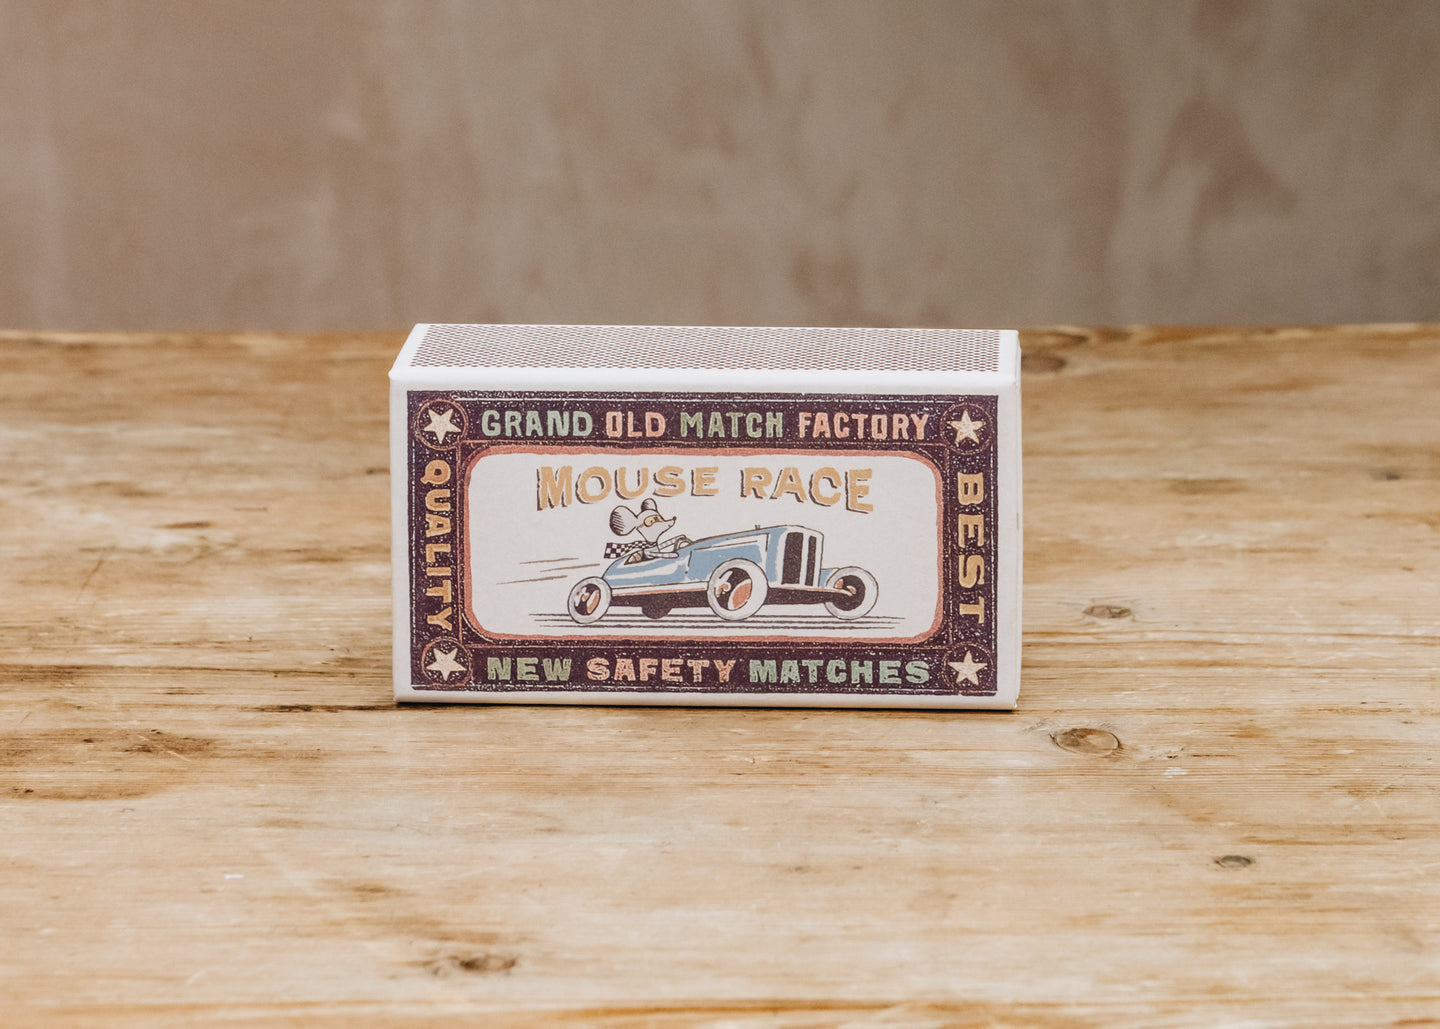 GRAND OLD MATCH FACTORY
QUALITY
MOUSE RACE
BEST
NEW SAFETY MATCHES